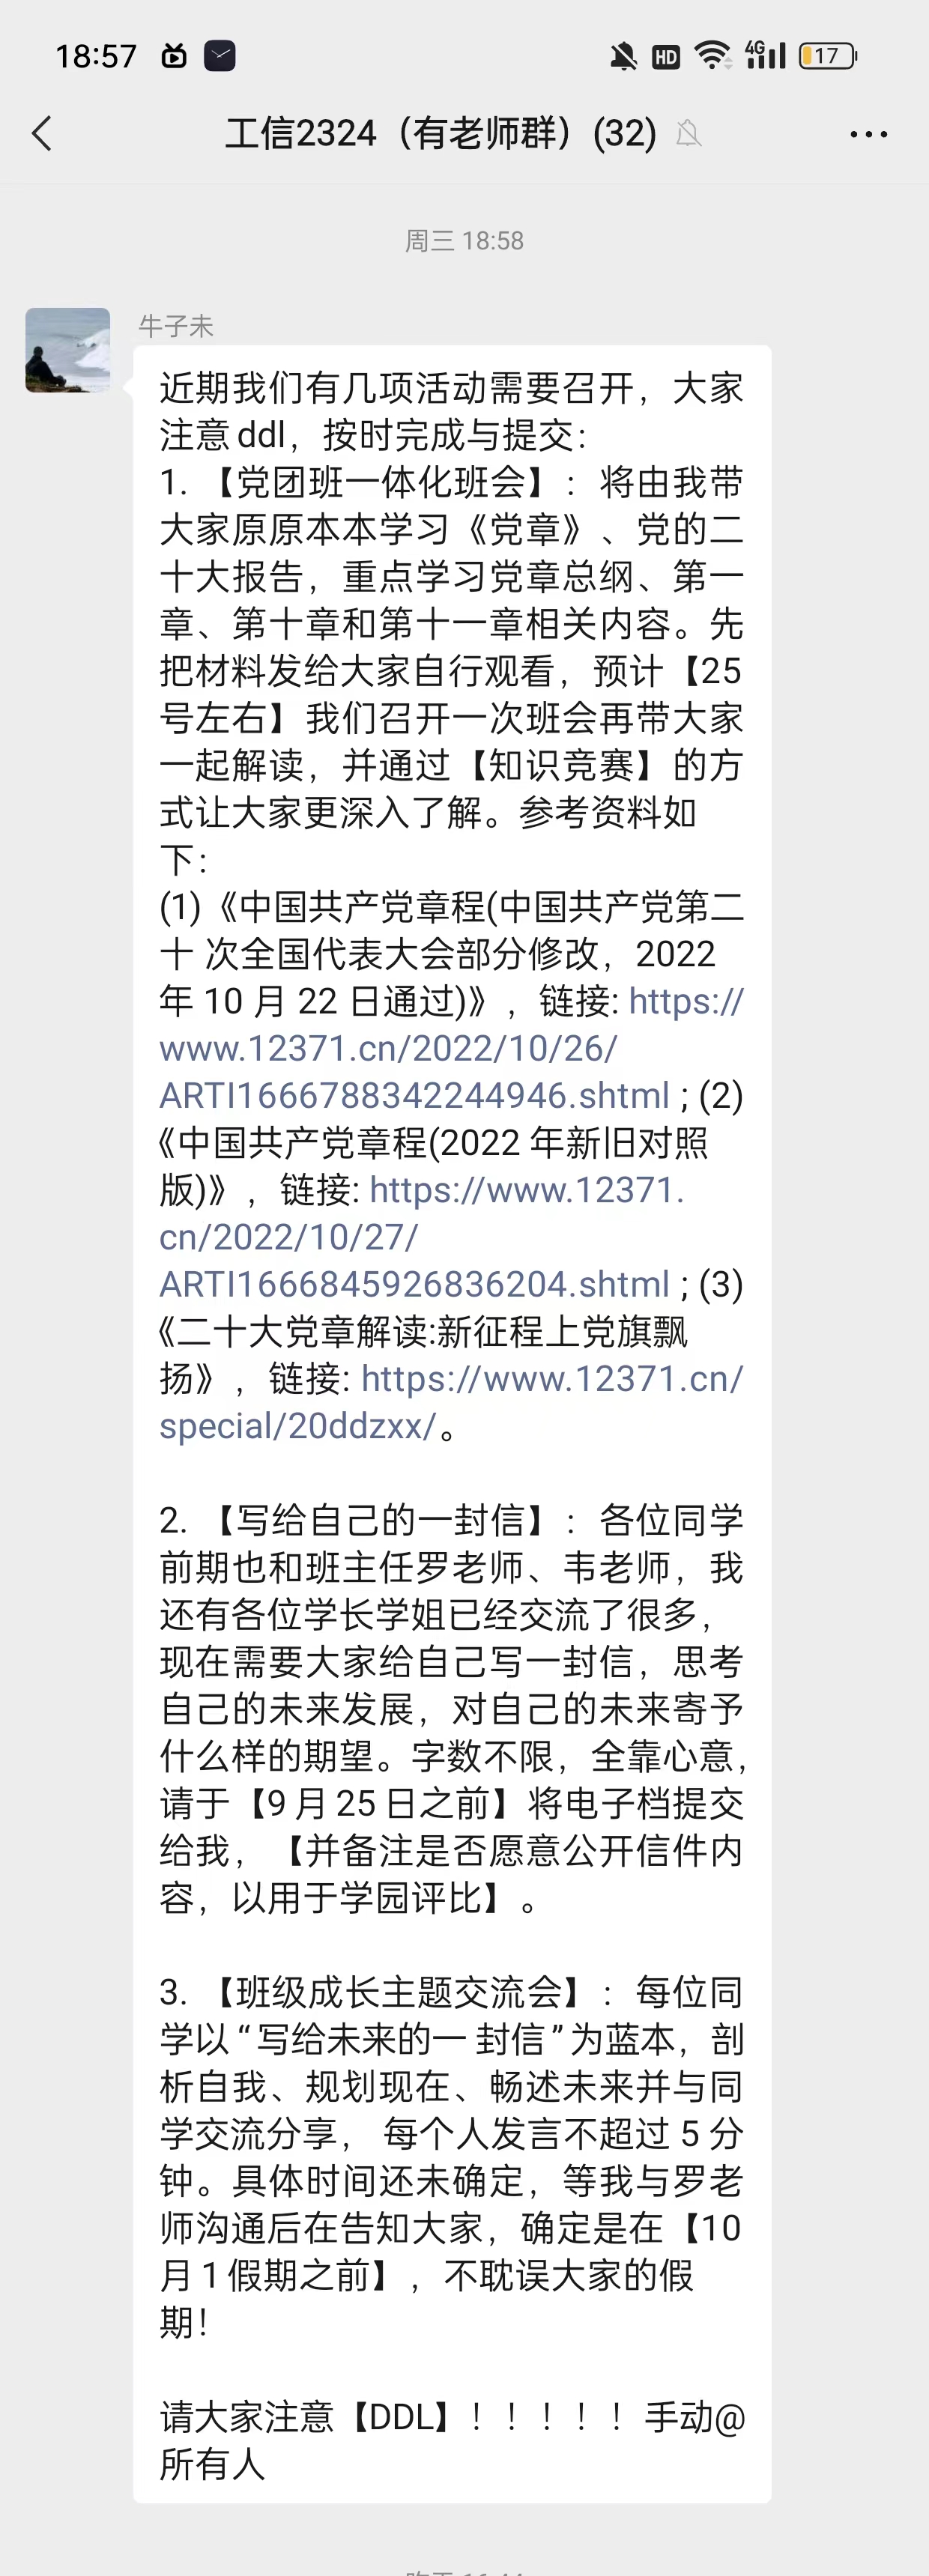 18:57
HD 4G 17
工信2324（有老师群）(32)
周三 18:58
牛子未
近期我们有几项活动需要召开，大家
注意ddl，按时完成与提交：
1. 【党团班一体化班会】：将由我带
大家原原本本学习《党章》、党的二
十大报告，重点学习党章总纲、第一
章、第十章和第十一章相关内容。先
把材料发给大家自行观看，预计【25
号左右】我们召开一次班会再带大家
一起解读，并通过【知识竞赛】的方
式让大家更深入了解。参考资料如
下：
(1)《中国共产党章程(中国共产党第二
十 次全国代表大会部分修改，2022
年 10 月 22 日通过)》，链接: https://
www.12371.cn/2022/10/26/
ARTI1666788342244946.shtml ; (2)
《中国共产党章程(2022 年新旧对照
版)》，链接: https://www.12371.
cn/2022/10/27/
ARTI1666845926836204.shtml ; (3)
《二十大党章解读:新征程上党旗飘
扬》，链接: https://www.12371.cn/
special/20ddzxx/。
2. 【写给自己的一封信】：各位同学
前期也和班主任罗老师、韦老师，我
还有各位学长学姐已经交流了很多，
现在需要大家给自己写一封信，思考
自己的未来发展，对自己的未来寄予
什么样的期望。字数不限，全靠心意，
请于【9月25日之前】将电子档提交
给我，【并备注是否愿意公开信件内
容，以用于学园评比】。
3. 【班级成长主题交流会】：每位同
学以“写给未来的一 封信”为蓝本，剖
析自我、规划现在、畅述未来并与同
学交流分享， 每个人发言不超过 5 分
钟。具体时间还未确定，等我与罗老
师沟通后在告知大家，确定是在【10
月1假期之前】，不耽误大家的假
期！
请大家注意【DDL】！！！！！手动@
所有人